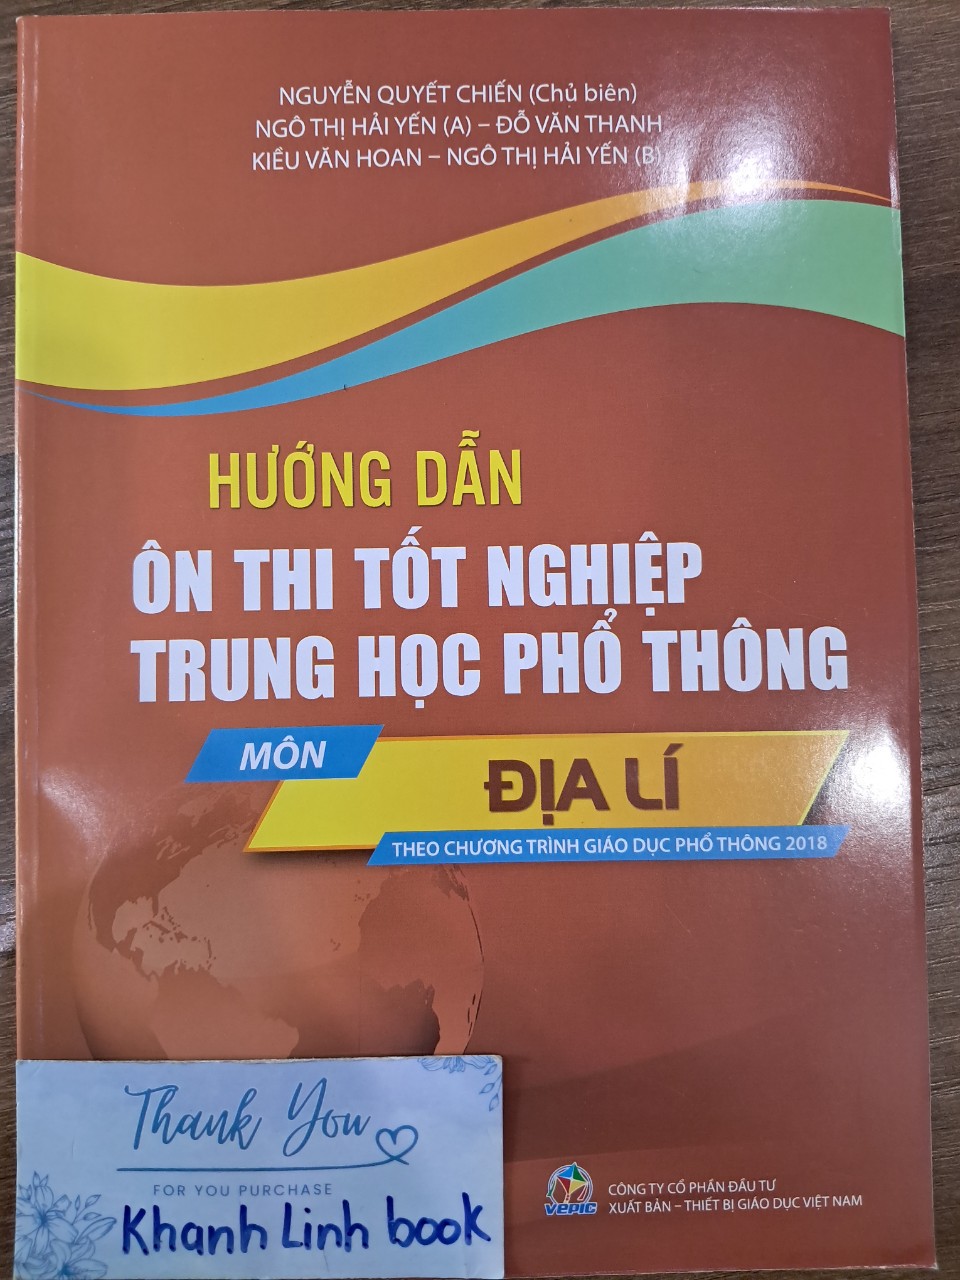 NGUYỄN QUYẾT CHIẾN (Chủ biên)
NGÔ THỊ HẢI YẾN (A) – ĐỖ VĂN THANH
KIỀU VĂN HOAN – NGÔ THỊ HẢI YẾN (B)
HƯỚNG DẪN
ÔN THI TỐT NGHIỆP
TRUNG HỌC PHỔ THÔNG
MÔN
ĐỊA LÍ
THEO CHƯƠNG TRÌNH GIÁO DỤC PHỔ THÔNG 2018
Thank You
FOR YOU PURCHASE
Khanh Linh book
VEPIC
CÔNG TY CỔ PHẦN ĐẦU TƯ
XUẤT BẢN – THIẾT BỊ GIÁO DỤC VIỆT NAM